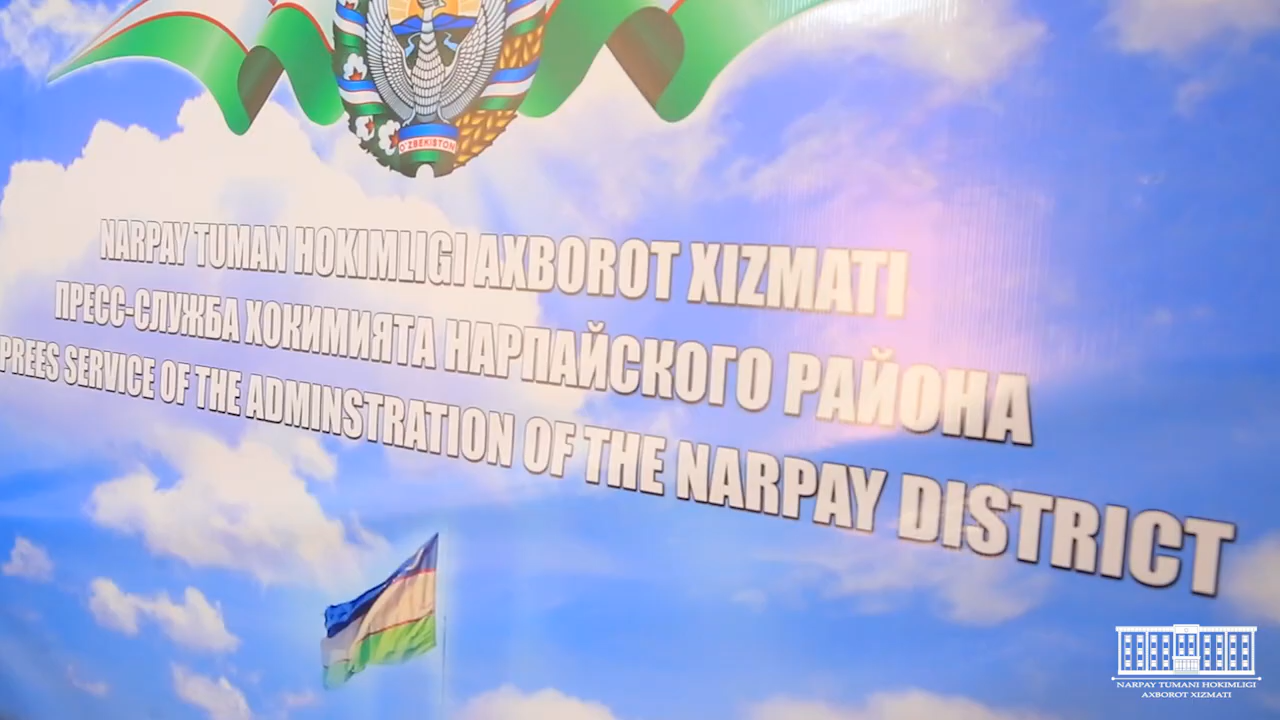 O'ZBEKISTON
NARPAY TUMAN HOKIMLIGI AXBOROT XIZMATI
ПРЕСС-СЛУЖБА ХОКИМИЯТА НАРПАЙСКОГО РАЙОНА
PREES SERVICE OF THE ADMINSTRATION OF THE NARPAY DISTRICT
NARPAY TUMANI HOKIMLIGI
AXBOROT XIZMATI